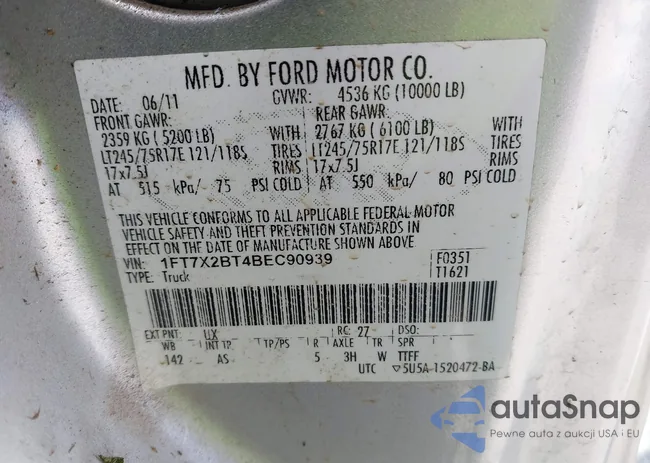 MFD. BY FORD MOTOR CO.
DATE: 06/11 GVWR: 4536 KG (10000 LB)
FRONT GAWR: REAR GAWR:
2359 KG (5200 LB) WITH 2767 KG (6100 LB) WITH
LT245/75R17E 121/118S TIRES LT245/75R17E 121/118S TIRES
17x7.5J RIMS 17x7.5J RIMS
AT 515 kPa/ 75 PSI COLD AT 550 kPa/ 80 PSI COLD
THIS VEHICLE CONFORMS TO ALL APPLICABLE FEDERAL MOTOR
VEHICLE SAFETY AND THEFT PREVENTION STANDARDS IN
EFFECT ON THE DATE OF MANUFACTURE SHOWN ABOVE
VIN: 1FT7X2BT4BEC90939 F0351
TYPE: Truck T1621
EXT PNT: UX RC: 27 DSO:
WB INT TR TP/PS R AXLE TR SPR
142 AS 5 3H W TTFF
UTC ▽5U5A-1520472-BA
autaSnap
Pewne auta z aukcji USA i EU